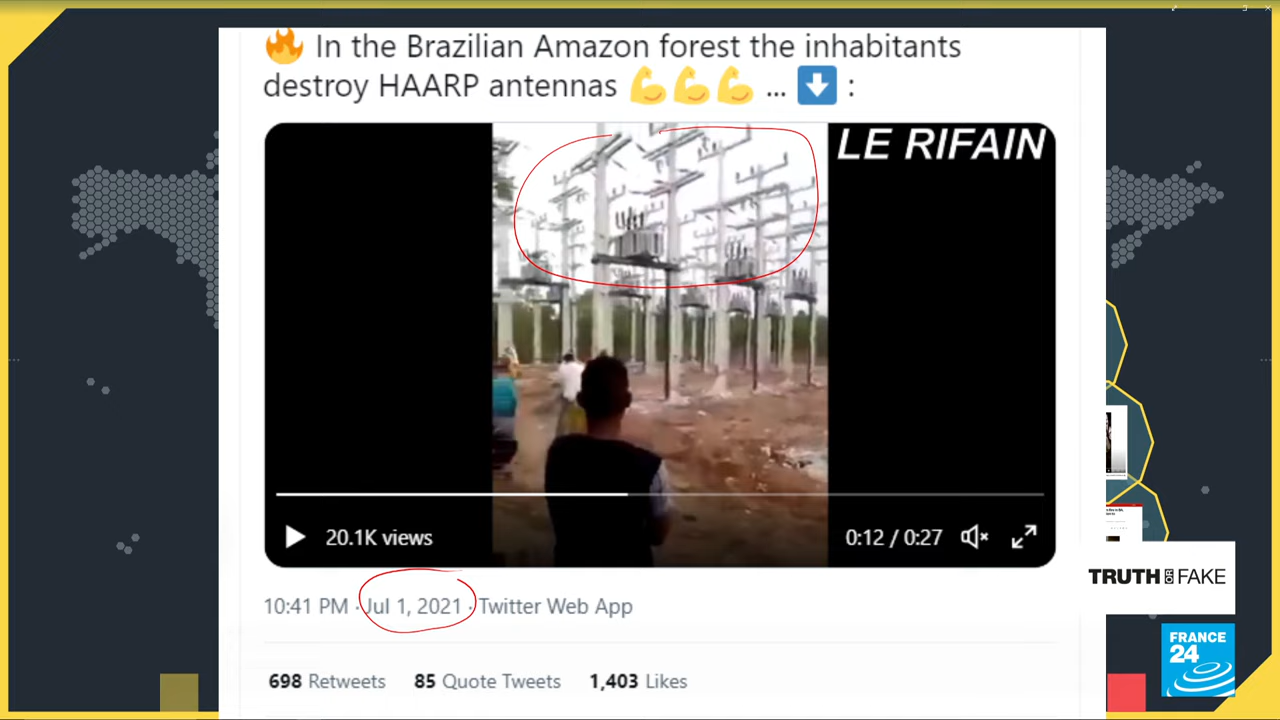 🔥 In the Brazilian Amazon forest the inhabitants
destroy HAARP antennas 💪💪💪 ... ⬇️ :
LE RIFAIN
20.1K views
0:12 / 0:27
10:41 PM · Jul 1, 2021 · Twitter Web App
698 Retweets 85 Quote Tweets 1,403 Likes
TRUTH OR FAKE
FRANCE
24